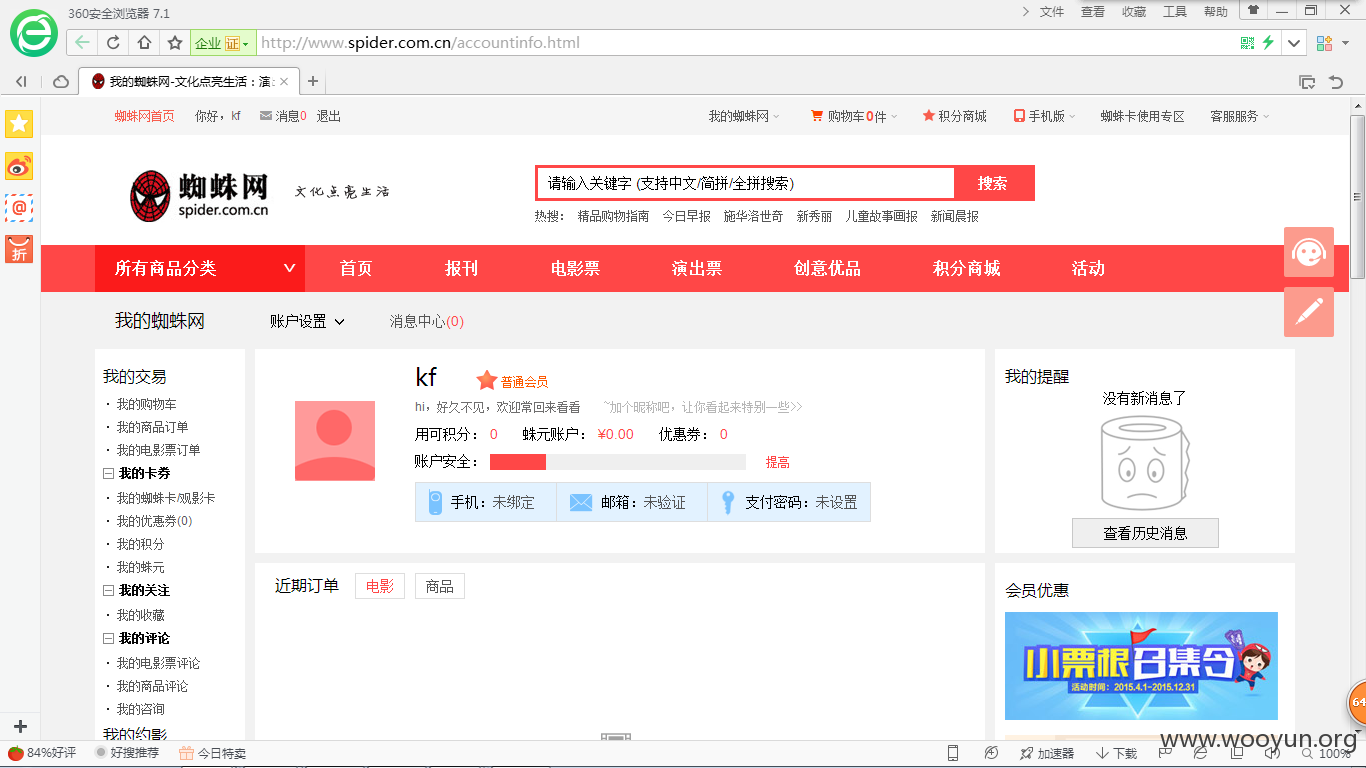 360安全浏览器 7.1
文件 查看 收藏 工具 帮助
企业 证 http://www.spider.com.cn/accountinfo.html
我的蜘蛛网-文化点亮生活：演
蜘蛛网首页 你好，kf 消息0 退出 我的蜘蛛网 购物车0件 积分商城 手机版 蜘蛛卡使用专区 客服服务
蜘蛛网 spider.com.cn 文化点亮生活
请输入关键字 (支持中文/简拼/全拼搜索) 搜索
热搜： 精品购物指南 今日早报 施华洛世奇 新秀丽 儿童故事画报 新闻晨报
折
所有商品分类 首页 报刊 电影票 演出票 创意优品 积分商城 活动
我的蜘蛛网 账户设置 消息中心(0)
我的交易
· 我的购物车
· 我的商品订单
· 我的电影票订单
我的卡券
· 我的蜘蛛卡/观影卡
· 我的优惠券(0)
· 我的积分
· 我的蛛元
我的关注
· 我的收藏
我的评论
· 我的电影票评论
· 我的商品评论
· 我的咨询
我的约影
kf 普通会员
hi，好久不见，欢迎常回来看看 ~加个昵称吧，让你看起来特别一些>>
用可积分： 0 蛛元账户： ¥0.00 优惠券： 0
账户安全： 提高
手机：未绑定 邮箱：未验证 支付密码：未设置
近期订单 电影 商品
我的提醒
没有新消息了
查看历史消息
会员优惠
小票根召集令
活动时间：2015.4.1-2015.12.31
64
www.wooyun.org
84%好评 好搜推荐 今日特卖 加速器 下载 100%